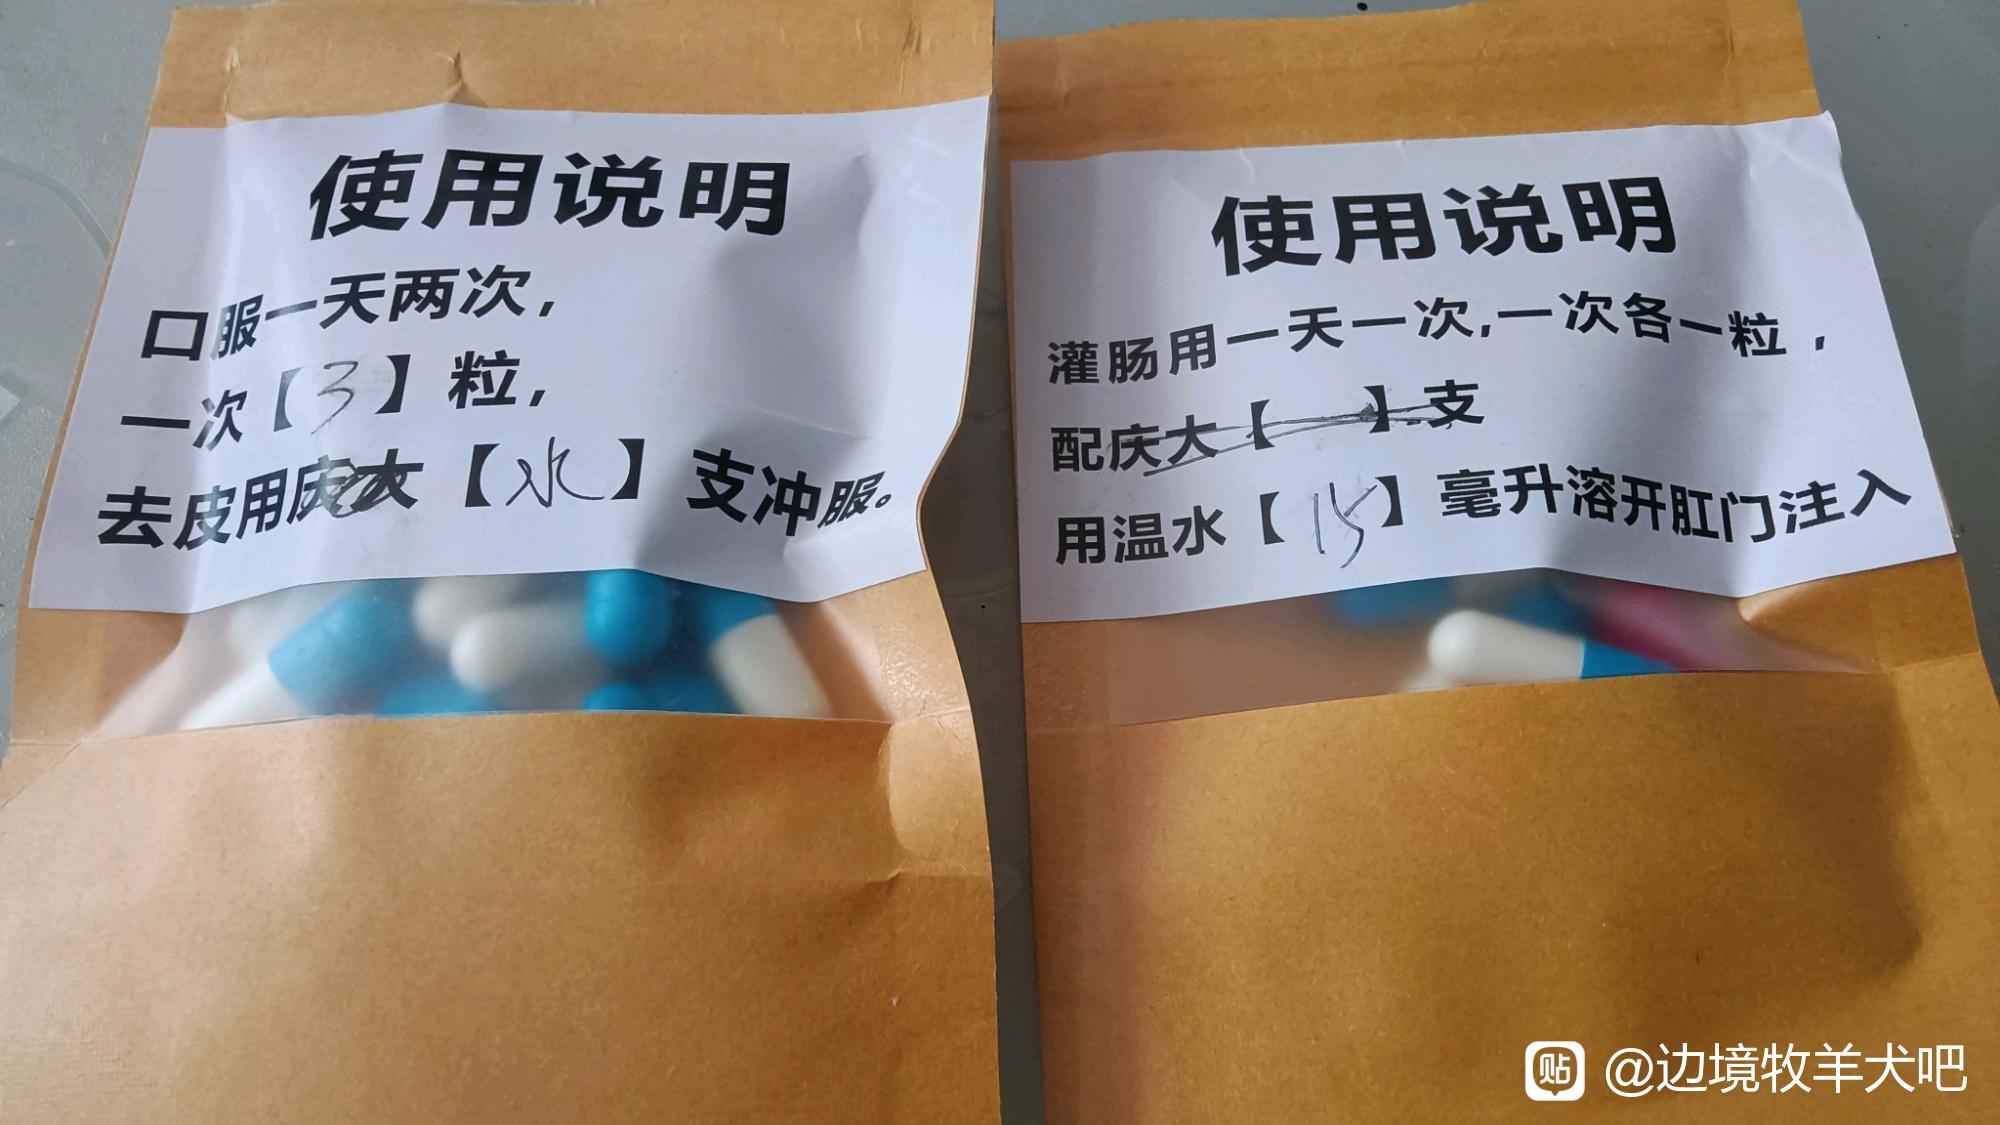 使用说明
口服一天两次,
一次【3】粒,
去皮用庆大【水】支冲服。
使用说明
灌肠用一天一次,一次各一粒,
配庆大【 】支
用温水【15】毫升溶开肛门注入
贴 @边境牧羊犬吧